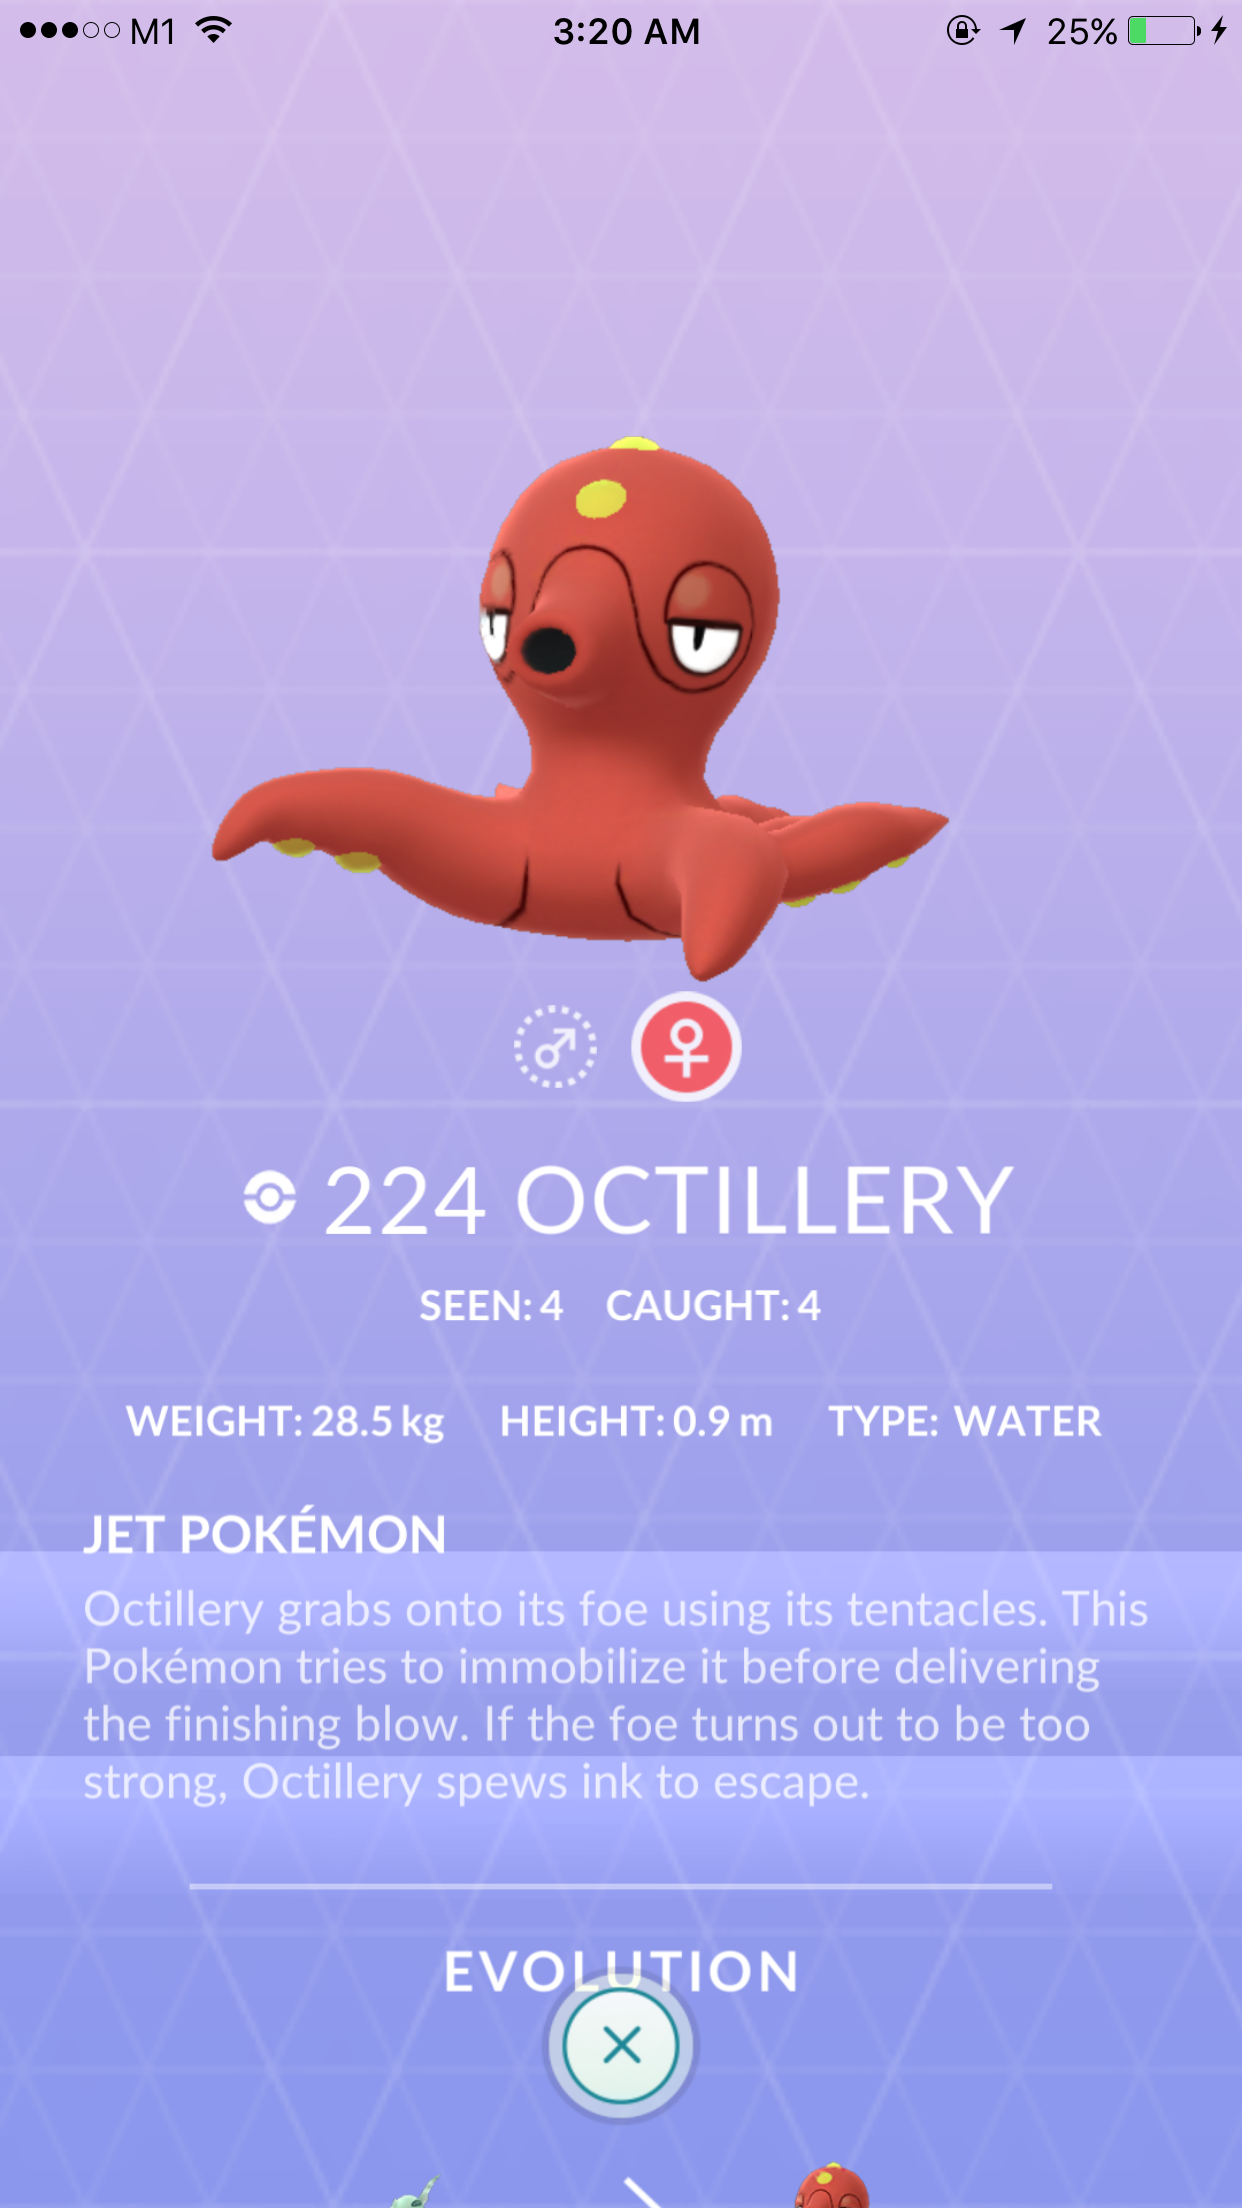 M1 3:20 AM 25%
224 OCTILLERY
SEEN: 4 CAUGHT: 4
WEIGHT: 28.5 kg HEIGHT: 0.9 m TYPE: WATER
JET POKÉMON
Octillery grabs onto its foe using its tentacles. This
Pokémon tries to immobilize it before delivering
the finishing blow. If the foe turns out to be too
strong, Octillery spews ink to escape.
EVOLUTION